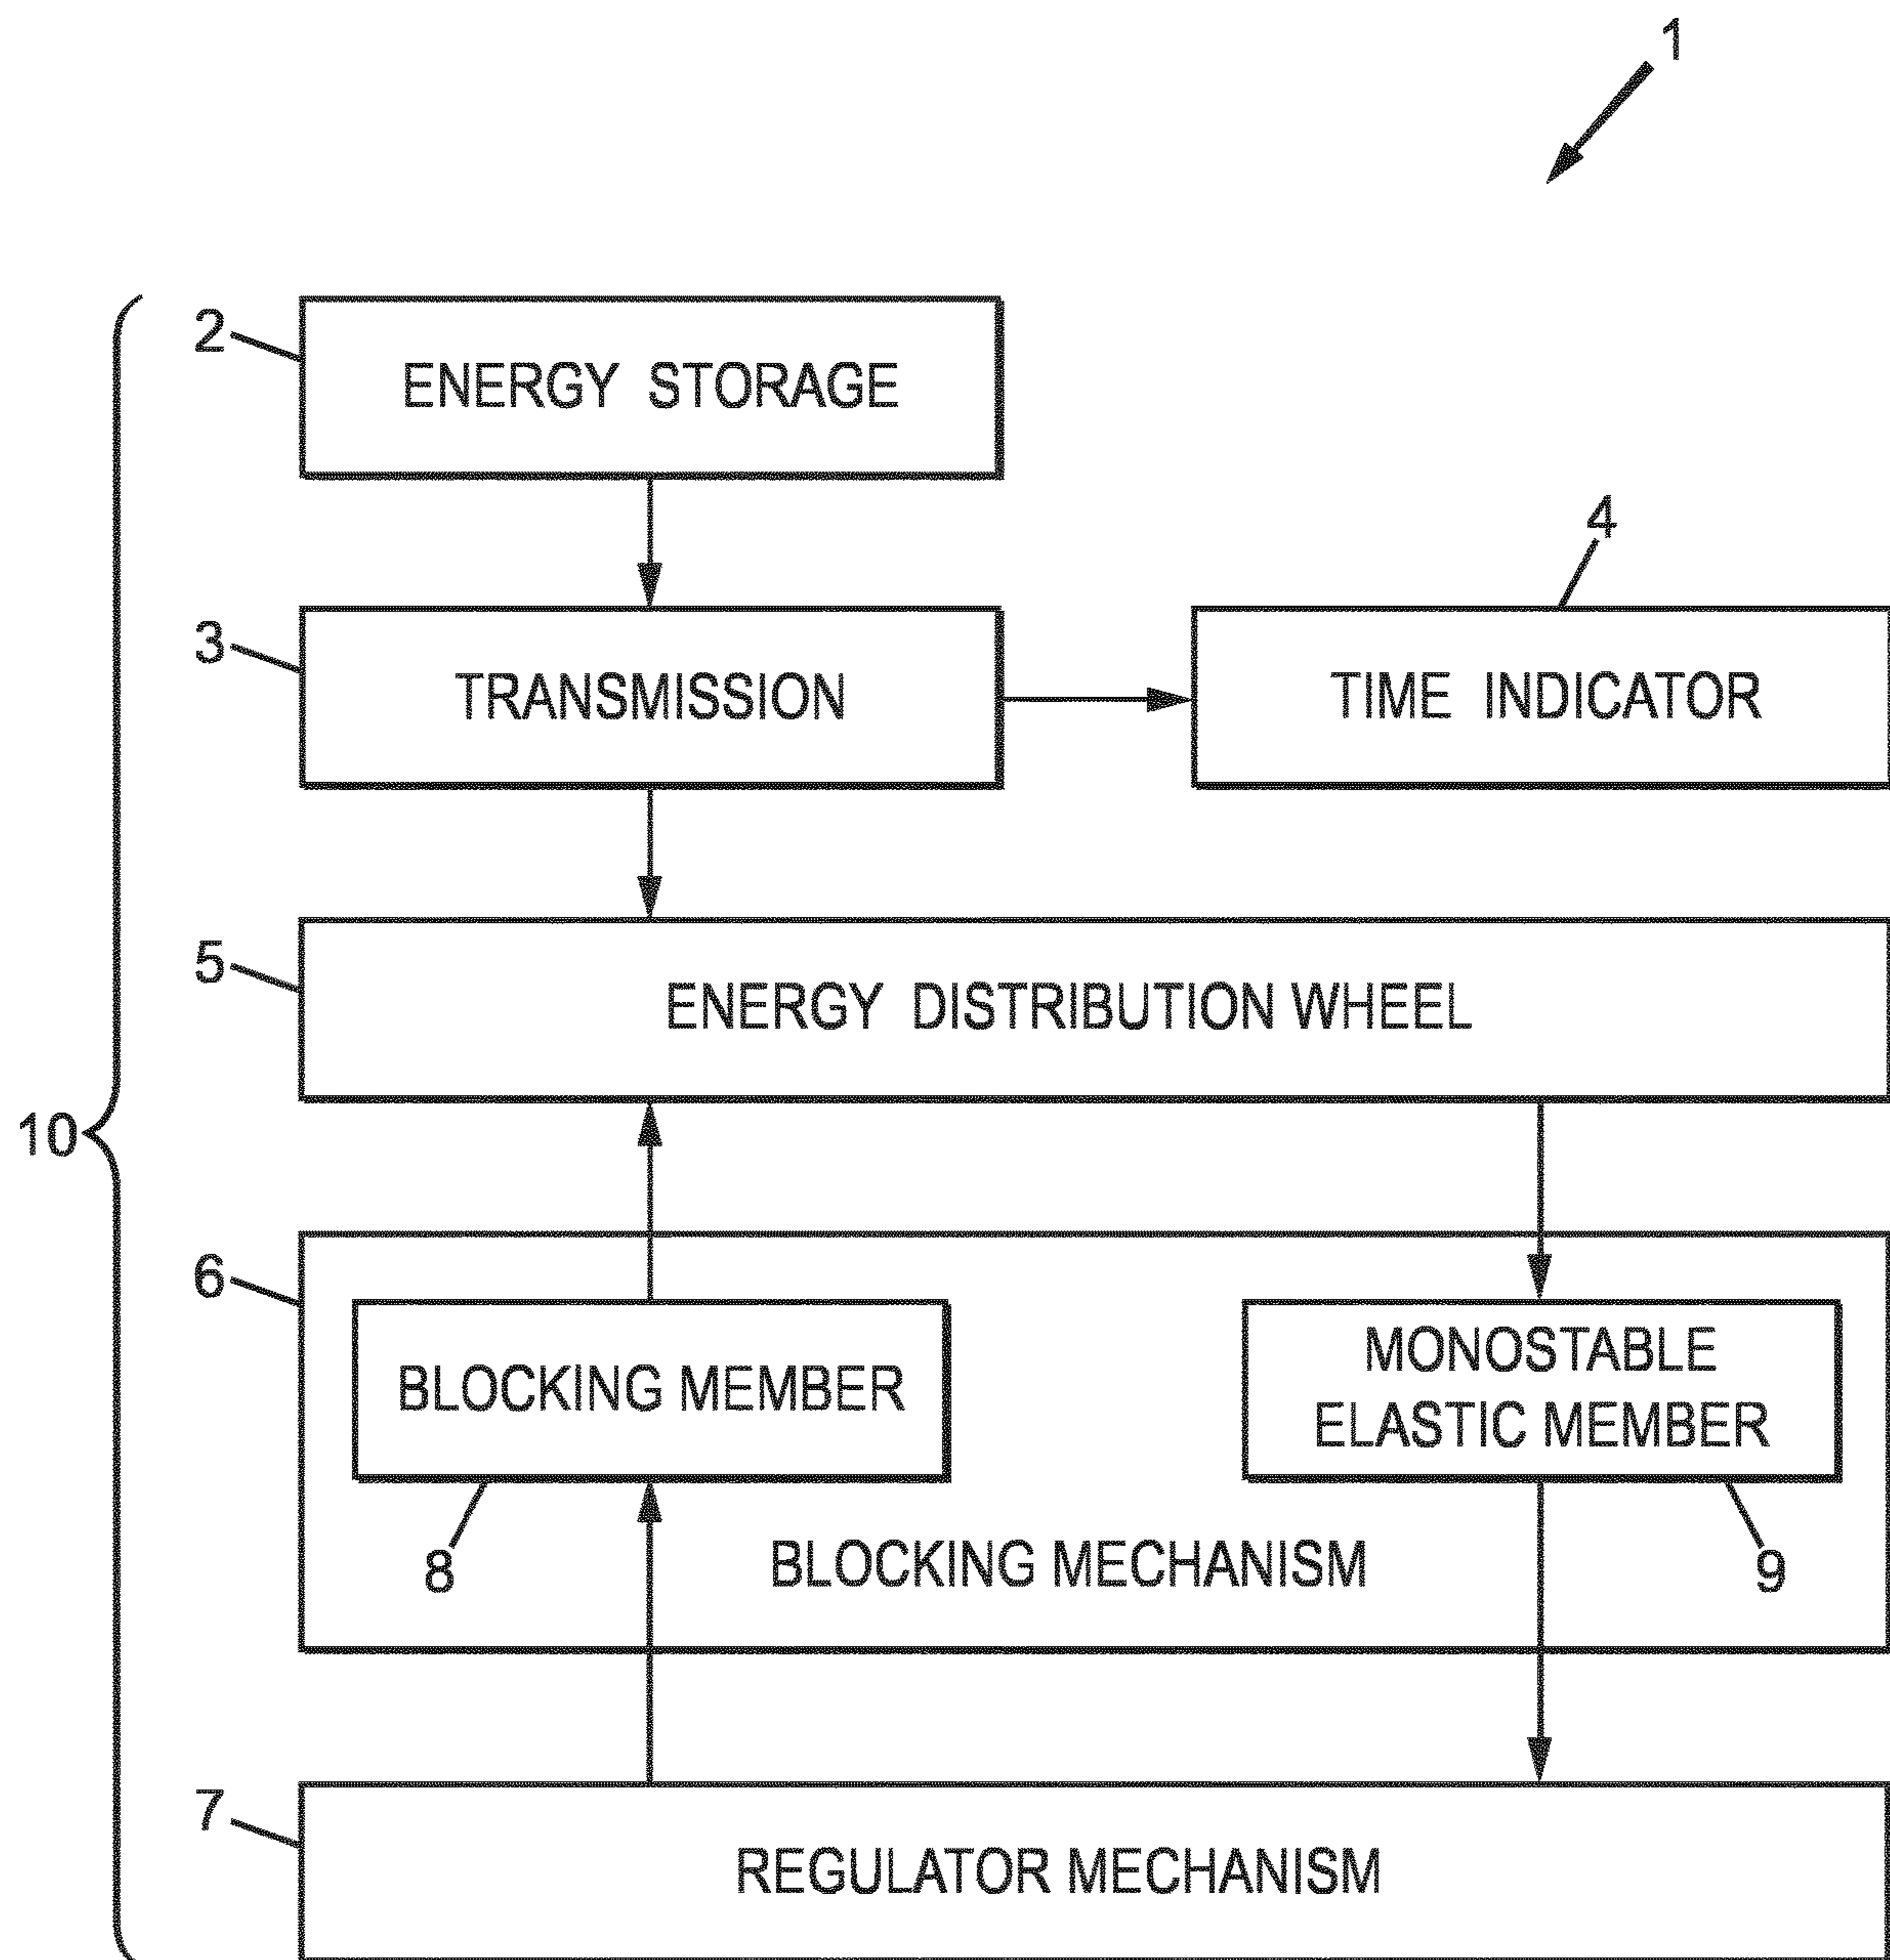 1
2
ENERGY STORAGE
4
3
TRANSMISSION
TIME INDICATOR
5
ENERGY DISTRIBUTION WHEEL
10
6
BLOCKING MEMBER
MONOSTABLE
ELASTIC MEMBER
8
BLOCKING MECHANISM
9
7
REGULATOR MECHANISM